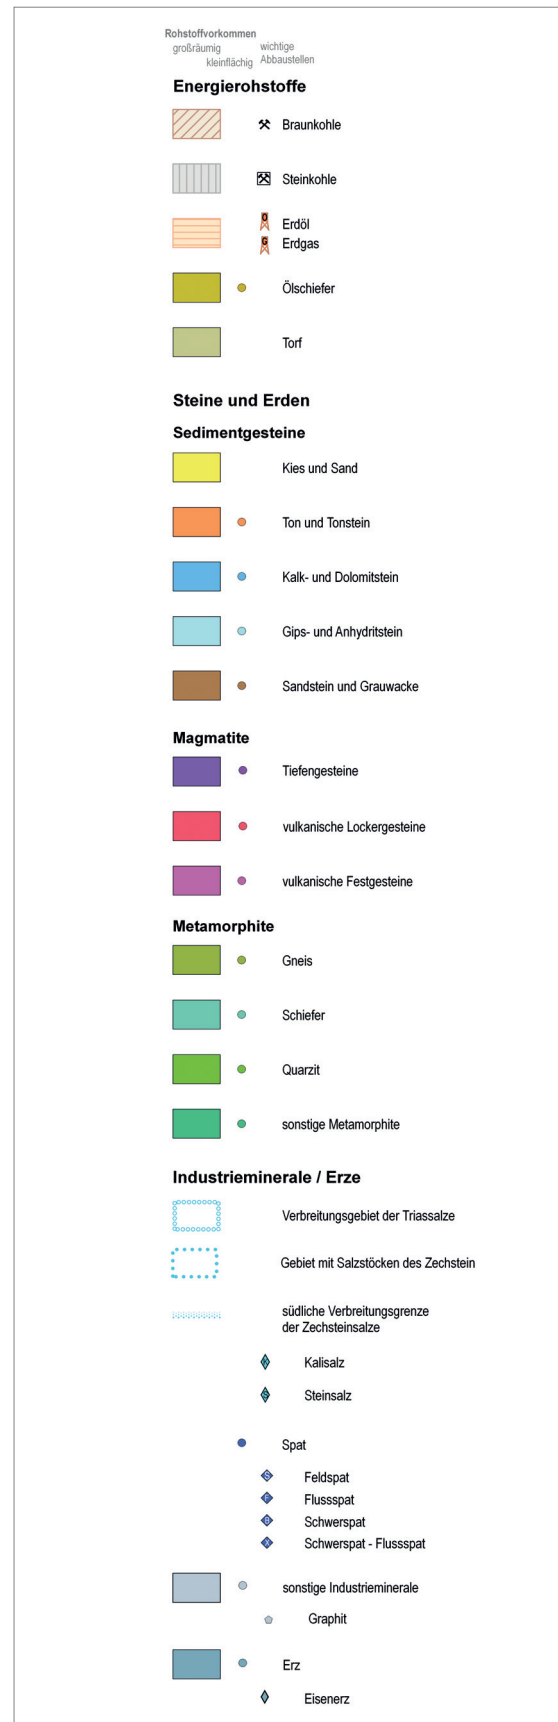 Rohstoffvorkommen
großräumig
kleinflächig
wichtige
Abbaustellen
Energierohstoffe
Braunkohle
Steinkohle
O
Erdöl
G
Erdgas
Ölschiefer
Torf
Steine und Erden
Sedimentgesteine
Kies und Sand
Ton und Tonstein
Kalk- und Dolomitstein
Gips- und Anhydritstein
Sandstein und Grauwacke
Magmatite
Tiefengesteine
vulkanische Lockergesteine
vulkanische Festgesteine
Metamorphite
Gneis
Schiefer
Quarzit
sonstige Metamorphite
Industrieminerale / Erze
Verbreitungsgebiet der Triassalze
Gebiet mit Salzstöcken des Zechstein
südliche Verbreitungsgrenze
der Zechsteinsalze
K Kalisalz
S Steinsalz
Spat
S Feldspat
F Flussspat
B Schwerspat
X Schwerspat - Flussspat
sonstige Industrieminerale
Graphit
Erz
Eisenerz